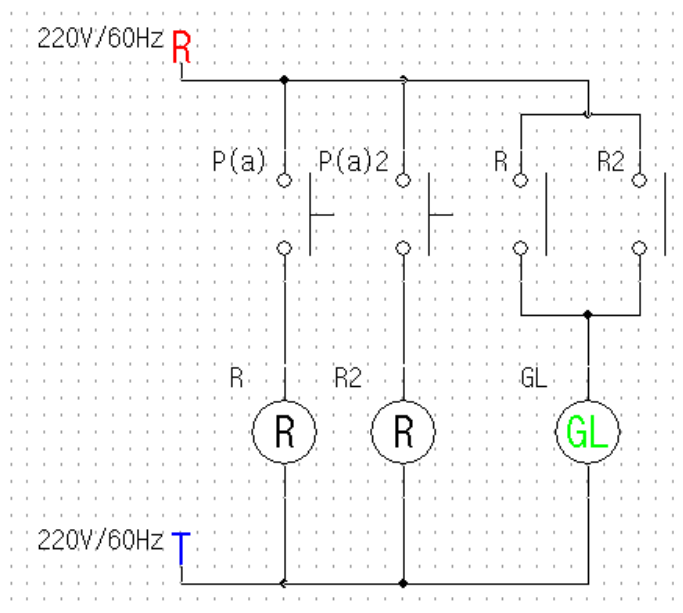 220V/60Hz R
P(a) P(a)2 R R2
R R2 GL
R R GL
220V/60Hz T